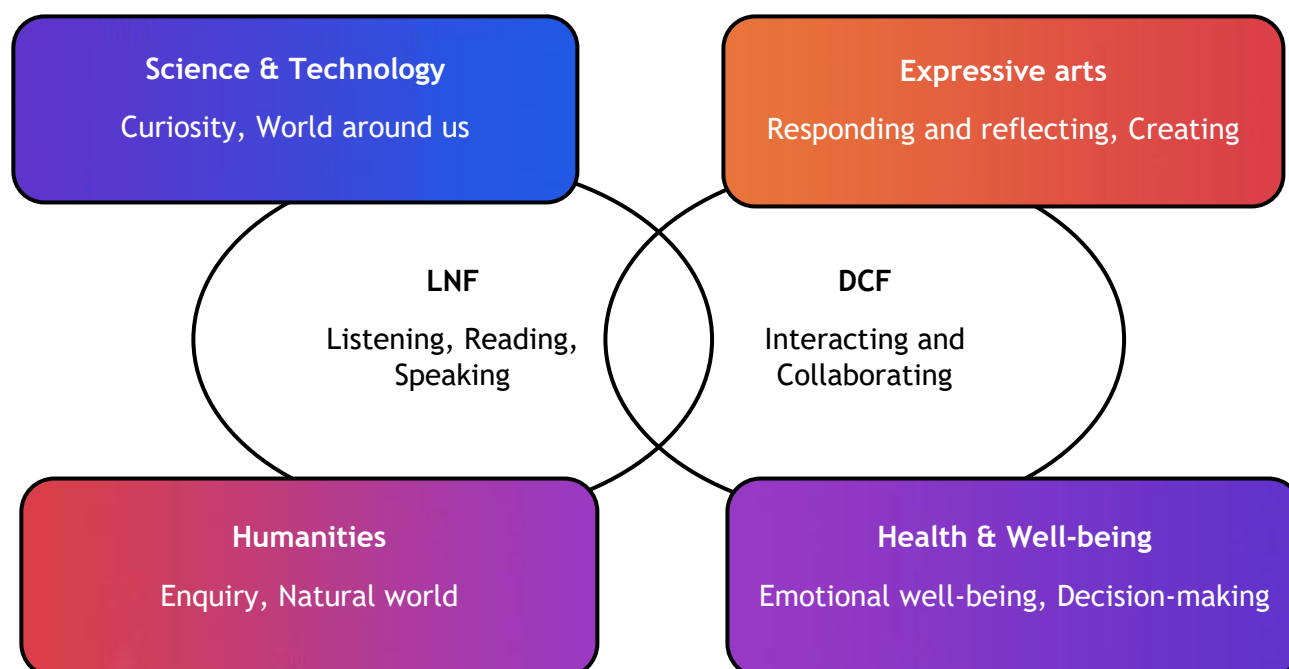 Science & Technology
Curiosity, World around us
Expressive arts
Responding and reflecting, Creating
LNF
Listening, Reading,
Speaking
DCF
Interacting and
Collaborating
Humanities
Enquiry, Natural world
Health & Well-being
Emotional well-being, Decision-making